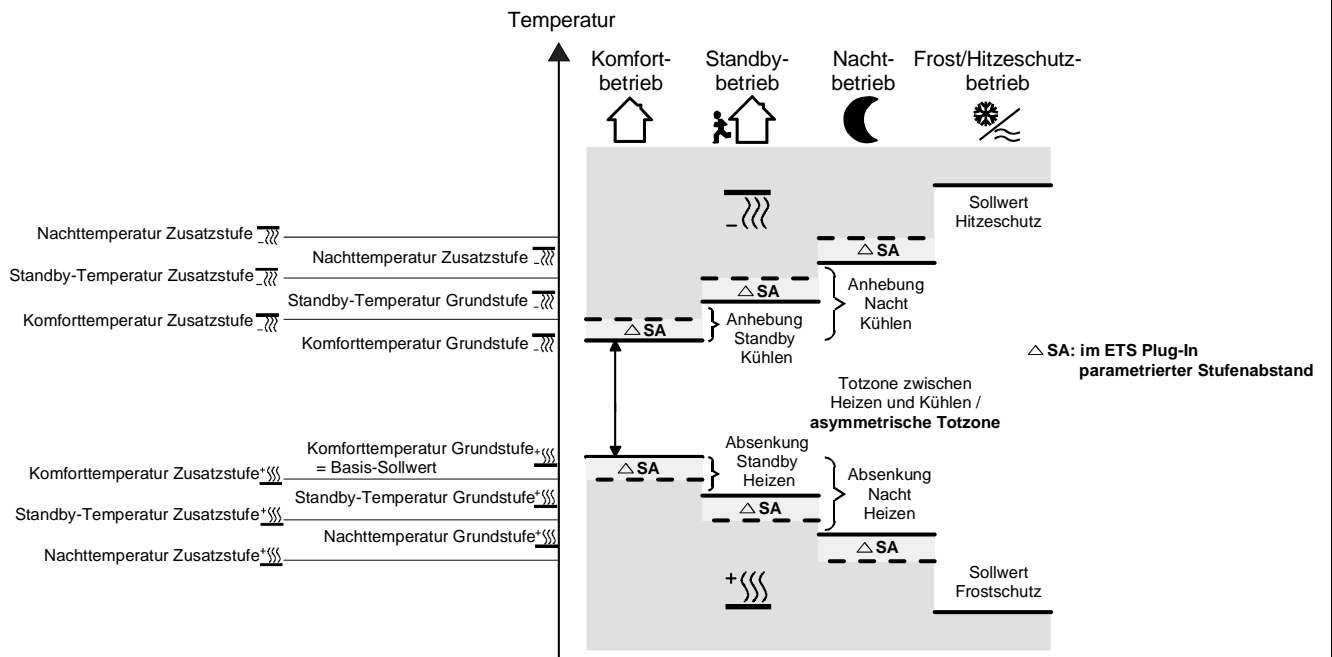 Temperatur
Komfort-
betrieb
Standby-
betrieb
Nacht-
betrieb
Frost/Hitzeschutz-
betrieb
Sollwert
Hitzeschutz
Nachttemperatur Zusatzstufe
Nachttemperatur Zusatzstufe
Standby-Temperatur Zusatzstufe
Standby-Temperatur Grundstufe
Komforttemperatur Zusatzstufe
Komforttemperatur Grundstufe
△ SA
△ SA
△ SA
Anhebung
Standby
Kühlen
Anhebung
Nacht
Kühlen
△ SA: im ETS Plug-In
parametrierter Stufenabstand
Totzone zwischen
Heizen und Kühlen /
asymmetrische Totzone
Komforttemperatur Grundstufe
= Basis-Sollwert
Komforttemperatur Zusatzstufe
Standby-Temperatur Grundstufe
Standby-Temperatur Zusatzstufe
Nachttemperatur Grundstufe
Nachttemperatur Zusatzstufe
△ SA
△ SA
△ SA
Absenkung
Standby
Heizen
Absenkung
Nacht
Heizen
Sollwert
Frostschutz